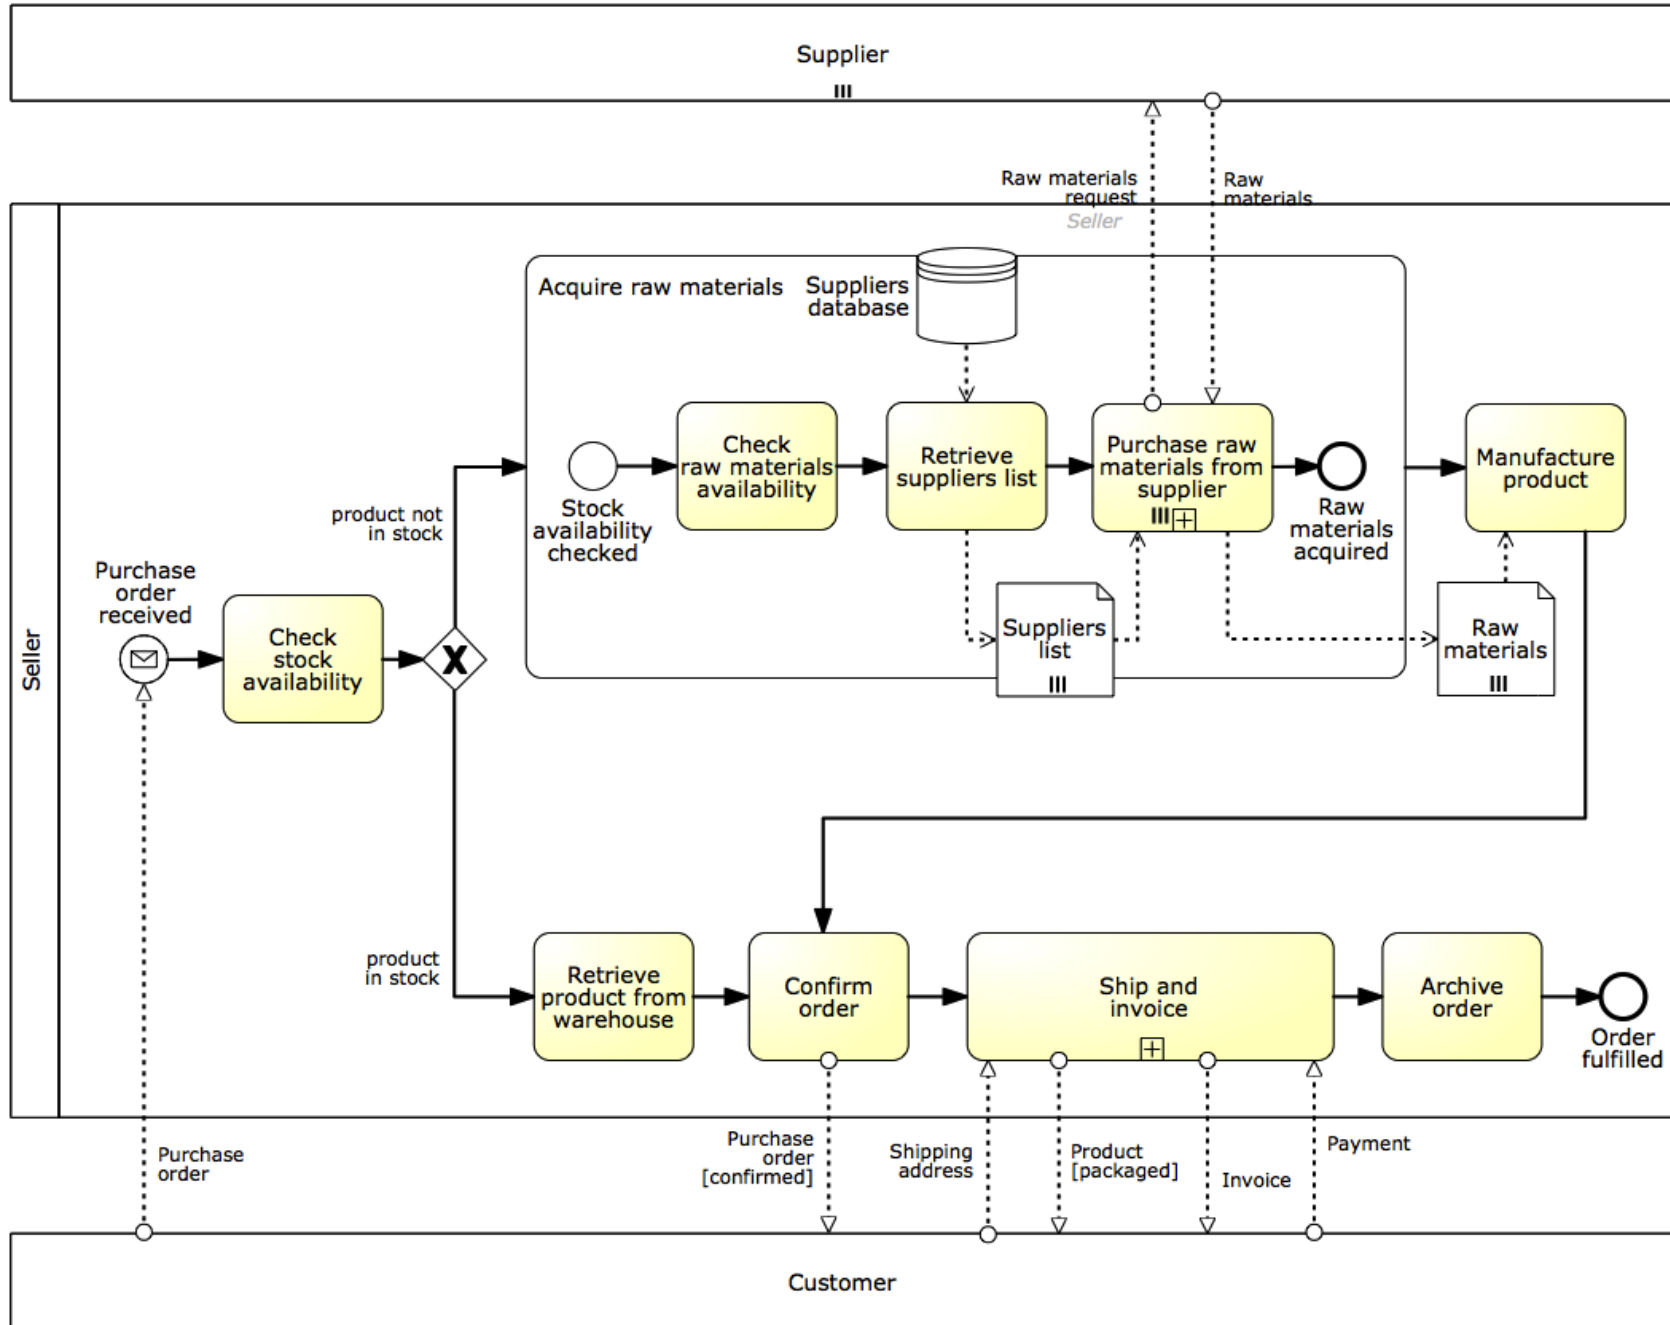 Supplier
Raw materials
request
Seller
Raw
materials
Seller
Acquire raw materials
Suppliers
database
Check
raw materials
availability
Retrieve
suppliers list
Purchase raw
materials from
supplier
Manufacture
product
Stock
availability
checked
Raw
materials
acquired
product not
in stock
Purchase
order
received
Check
stock
availability
X
Suppliers
list
Raw
materials
product
in stock
Retrieve
product from
warehouse
Confirm
order
Ship and
invoice
Archive
order
Order
fulfilled
Purchase
order
Purchase
order
[confirmed]
Shipping
address
Product
[packaged]
Invoice
Payment
Customer